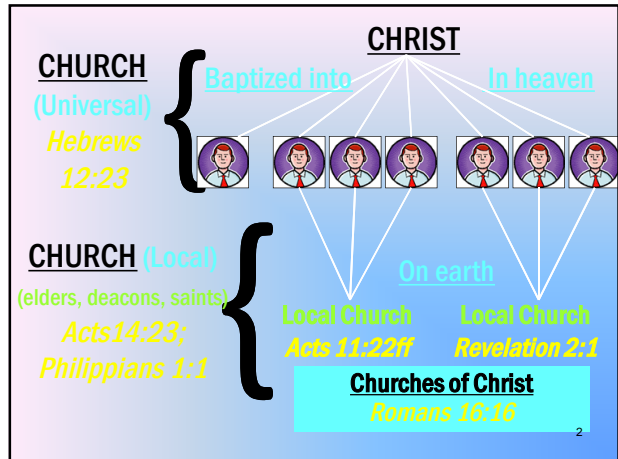 CHRIST
CHURCH
(Universal)
Hebrews
12:23
Baptized into
In heaven
CHURCH (Local)
(elders, deacons, saints)
Acts14:23;
Philippians 1:1
On earth
Local Church
Acts 11:22ff
Local Church
Revelation 2:1
Churches of Christ
Romans 16:16
2